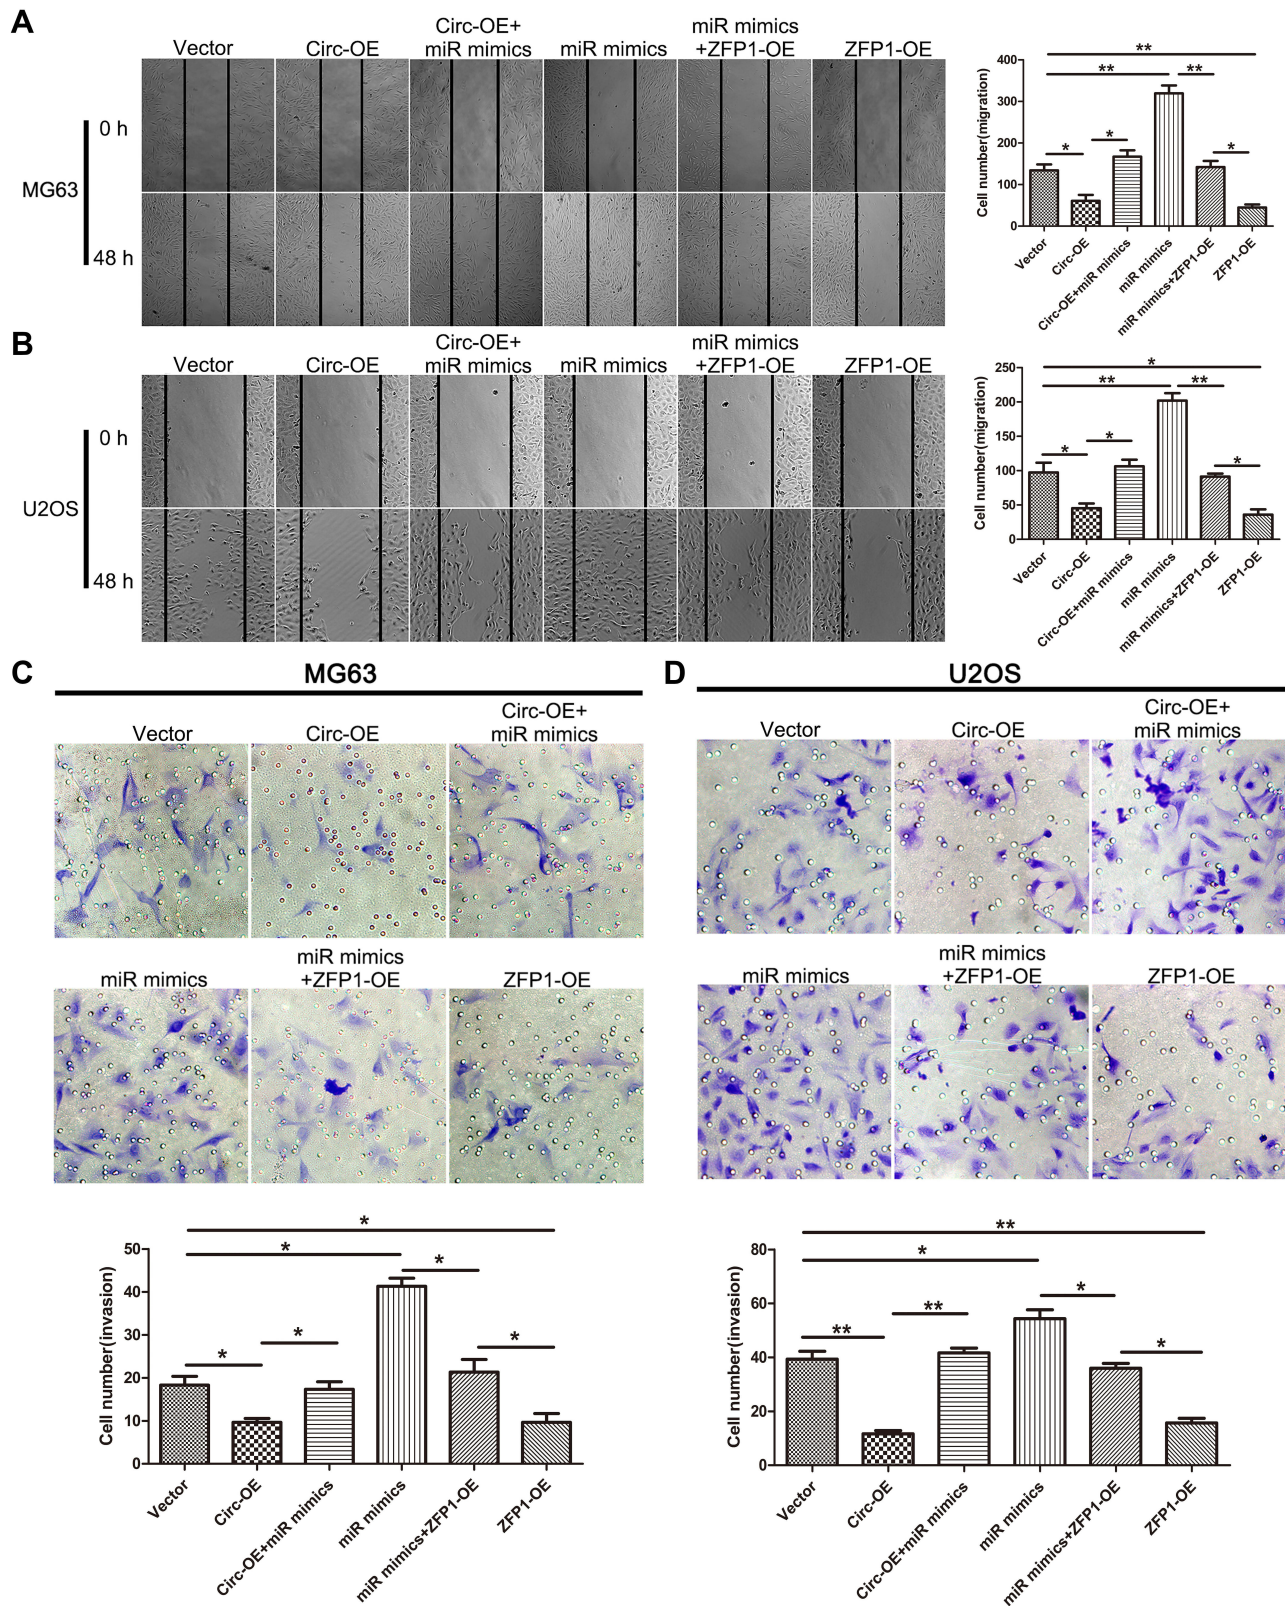 A
Vector
Circ-OE
Circ-OE+
miR mimics
miR mimics
miR mimics
+ZFP1-OE
ZFP1-OE
MG63
0 h
48 h
Cell number(migration)
400
300
200
100
0
**
**
**
*
*
*
Vector
Circ-OE
Circ-OE+miR mimics
miR mimics
miR mimics+ZFP1-OE
ZFP1-OE
B
Vector
Circ-OE
Circ-OE+
miR mimics
miR mimics
miR mimics
+ZFP1-OE
ZFP1-OE
U2OS
0 h
48 h
Cell number(migration)
250
200
150
100
50
0
*
**
**
*
*
*
Vector
Circ-OE
Circ-OE+miR mimics
miR mimics
miR mimics+ZFP1-OE
ZFP1-OE
C
MG63
Vector
Circ-OE
Circ-OE+
miR mimics
miR mimics
miR mimics
+ZFP1-OE
ZFP1-OE
Cell number(invasion)
50
40
30
20
10
0
*
*
*
*
*
*
Vector
Circ-OE
Circ-OE+miR mimics
miR mimics
miR mimics+ZFP1-OE
ZFP1-OE
D
U2OS
Vector
Circ-OE
Circ-OE+
miR mimics
miR mimics
miR mimics
+ZFP1-OE
ZFP1-OE
Cell number(invasion)
80
60
40
20
0
**
*
*
**
**
*
Vector
Circ-OE
Circ-OE+miR mimics
miR mimics
miR mimics+ZFP1-OE
ZFP1-OE